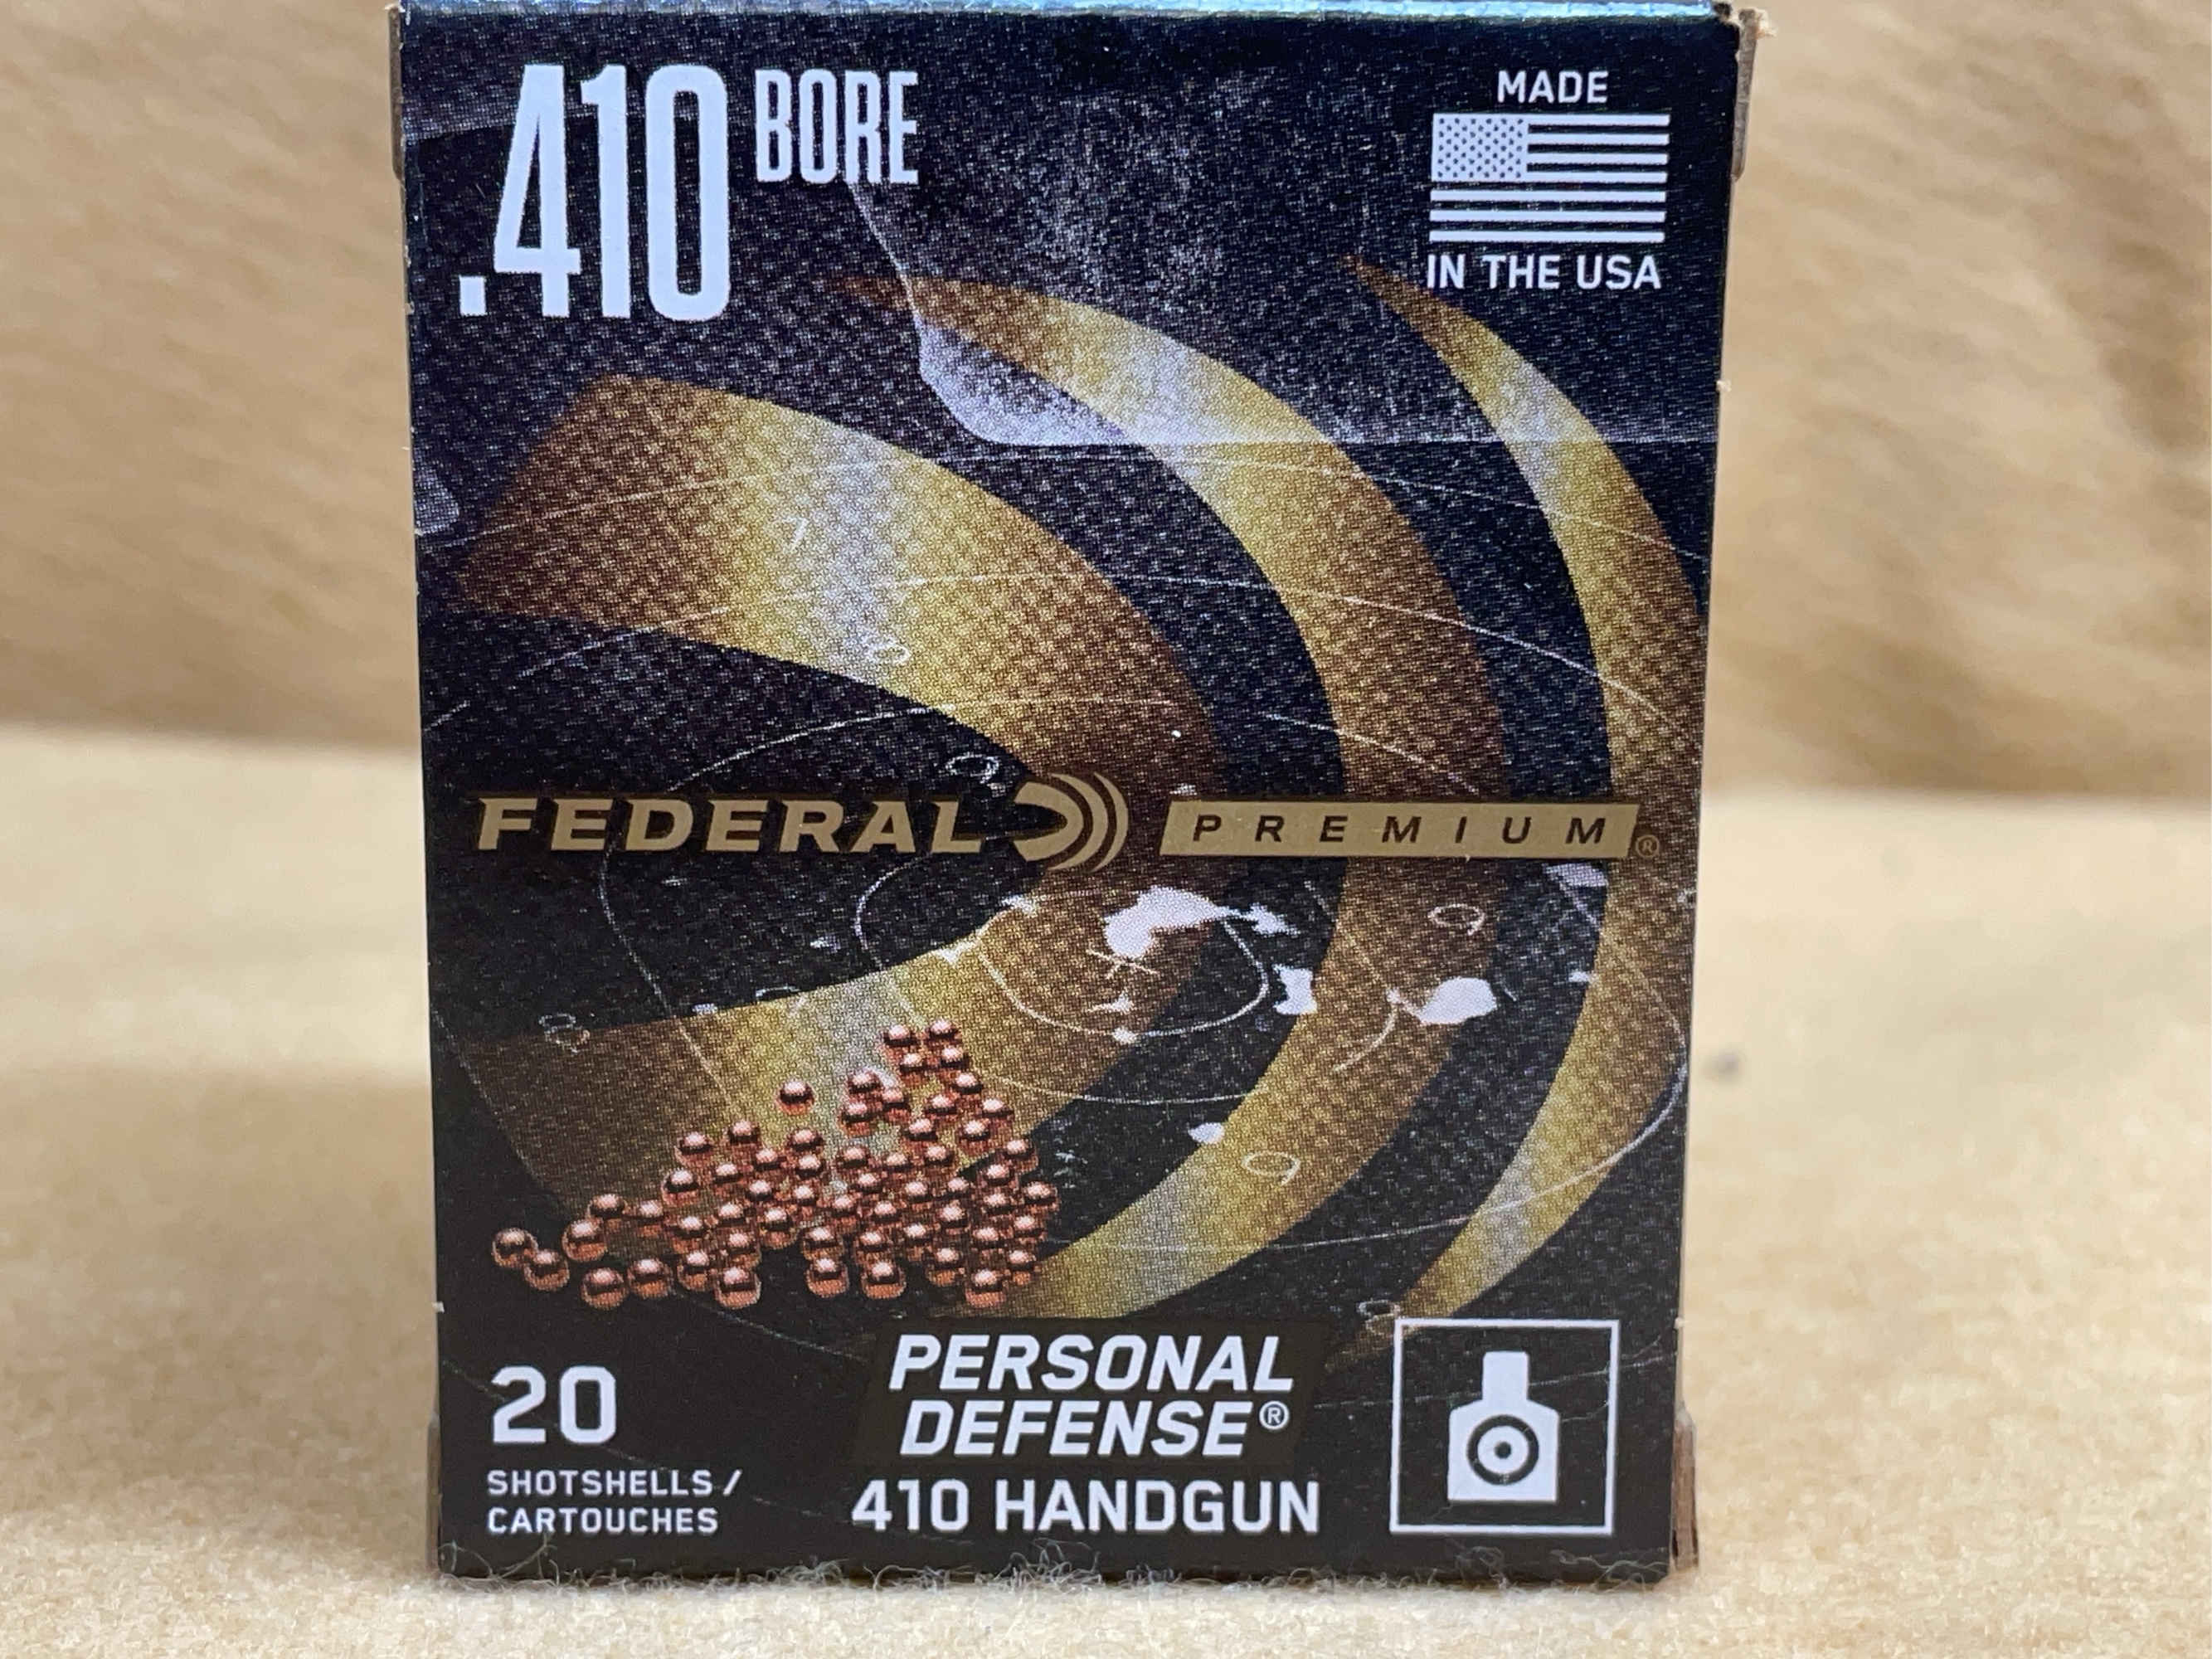 .410 BORE
MADE
IN THE USA
FEDERAL PREMIUM®
20
SHOTSHELLS /
CARTOUCHES
PERSONAL
DEFENSE®
410 HANDGUN